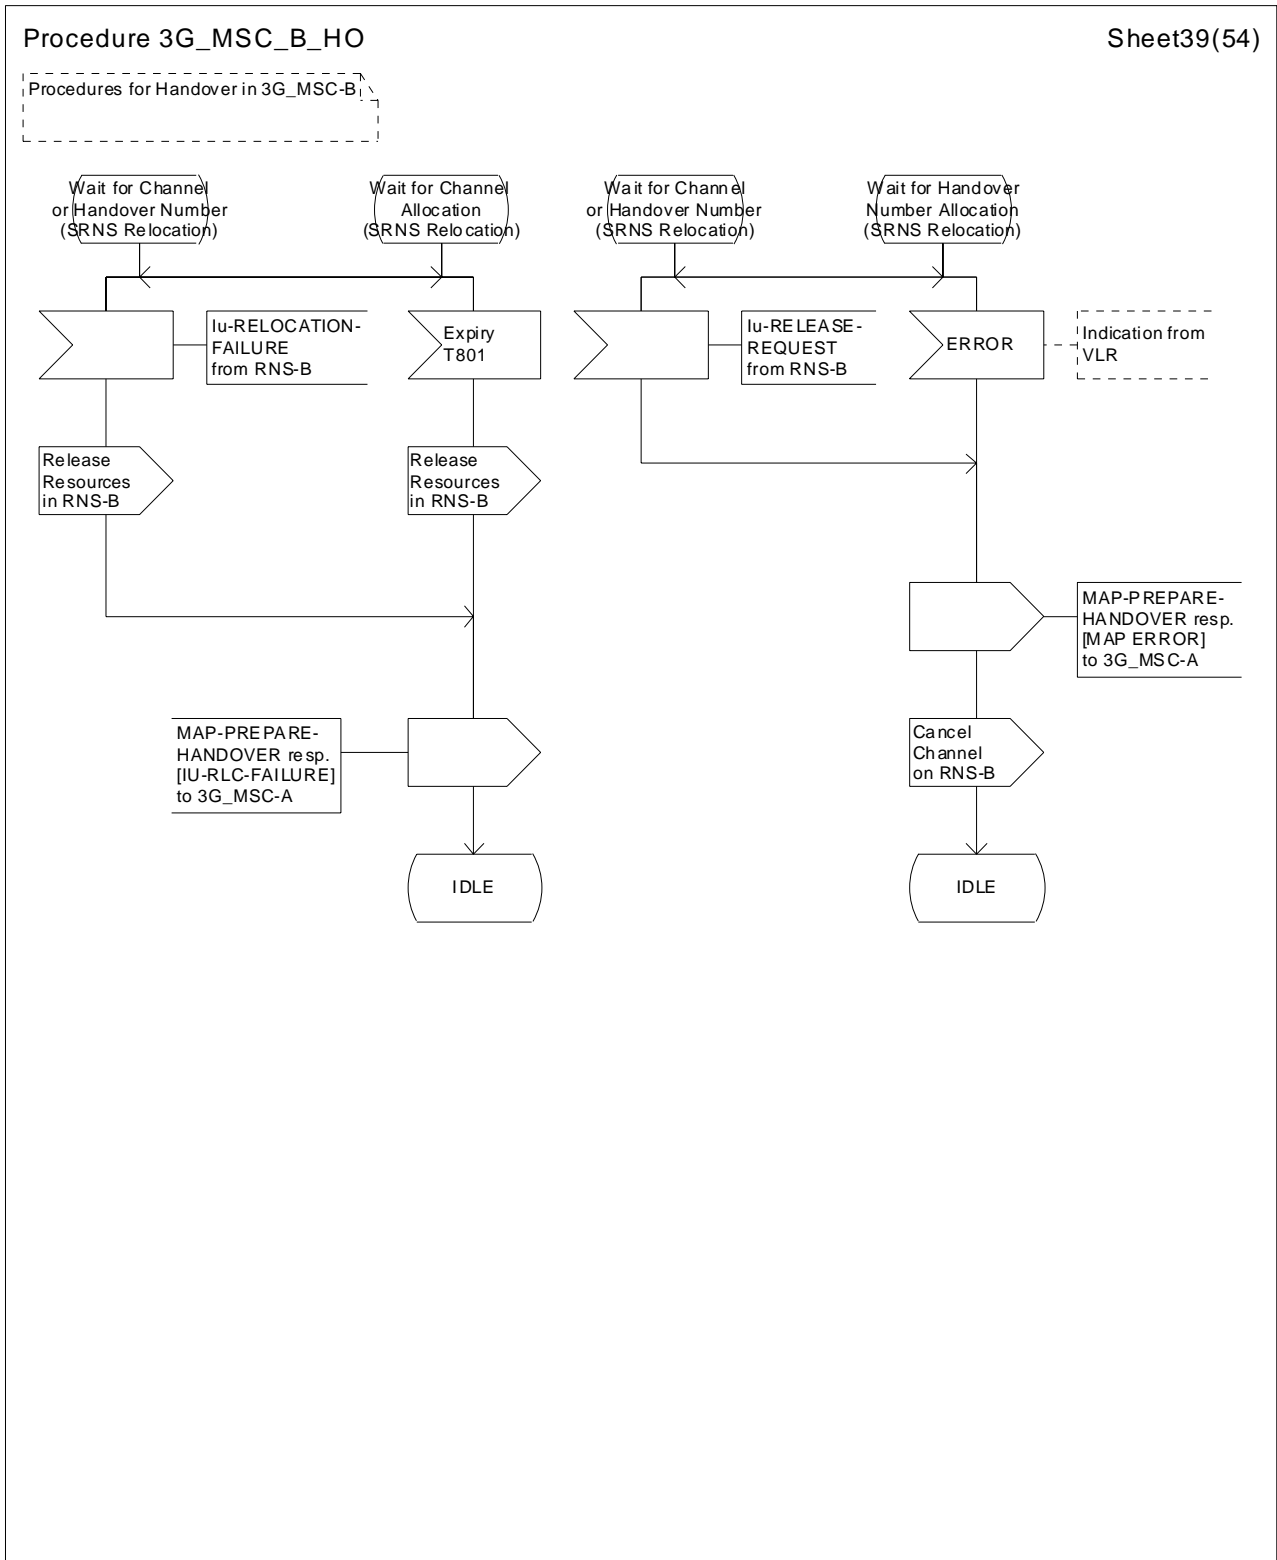 Procedure 3G_MSC_B_HO
Sheet39(54)
Procedures for Handover in 3G_MSC-B
Wait for Channel
or Handover Number
(SRNS Relocation)
Wait for Channel
Allocation
(SRNS Relocation)
Wait for Channel
or Handover Number
(SRNS Relocation)
Wait for Handover
Number Allocation
(SRNS Relocation)
Iu-RELOCATION-
FAILURE
from RNS-B
Expiry
T801
Iu-RELEASE-
REQUEST
from RNS-B
ERROR
Indication from
VLR
Release
Resources
in RNS-B
Release
Resources
in RNS-B
MAP-PREPARE-
HANDOVER resp.
[MAP ERROR]
to 3G_MSC-A
MAP-PREPARE-
HANDOVER resp.
[IU-RLC-FAILURE]
to 3G_MSC-A
Cancel
Channel
on RNS-B
IDLE
IDLE